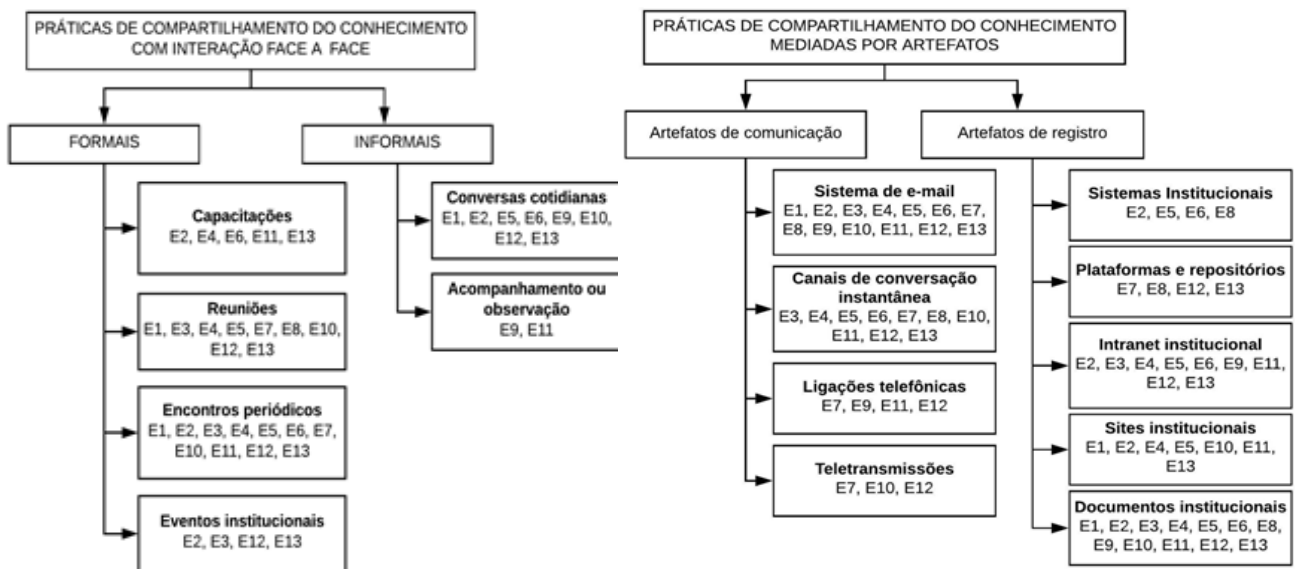 PRÁTICAS DE COMPARTILHAMENTO DO CONHECIMENTO
COM INTERAÇÃO FACE A FACE
FORMAIS
INFORMAIS
Capacitações
E2, E4, E6, E11, E13
Reuniões
E1, E3, E4, E5, E7, E8, E10,
E12, E13
Encontros periódicos
E1, E2, E3, E4, E5, E6, E7,
E10, E11, E12, E13
Eventos institucionais
E2, E3, E12, E13
Conversas cotidianas
E1, E2, E5, E6, E9, E10,
E12, E13
Acompanhamento ou
observação
E9, E11
PRÁTICAS DE COMPARTILHAMENTO DO CONHECIMENTO
MEDIADAS POR ARTEFATOS
Artefatos de comunicação
Artefatos de registro
Sistema de e-mail
E1, E2, E3, E4, E5, E6, E7,
E8, E9, E10, E11, E12, E13
Canais de conversação
instantânea
E3, E4, E5, E6, E7, E8, E10,
E11, E12, E13
Ligações telefônicas
E7, E9, E11, E12
Teletransmissões
E7, E10, E12
Sistemas Institucionais
E2, E5, E6, E8
Plataformas e repositórios
E7, E8, E12, E13
Intranet institucional
E2, E3, E4, E5, E6, E9, E11,
E12, E13
Sites institucionais
E1, E2, E4, E5, E10, E11,
E13
Documentos institucionais
E1, E2, E3, E4, E5, E6, E8,
E9, E10, E11, E12, E13